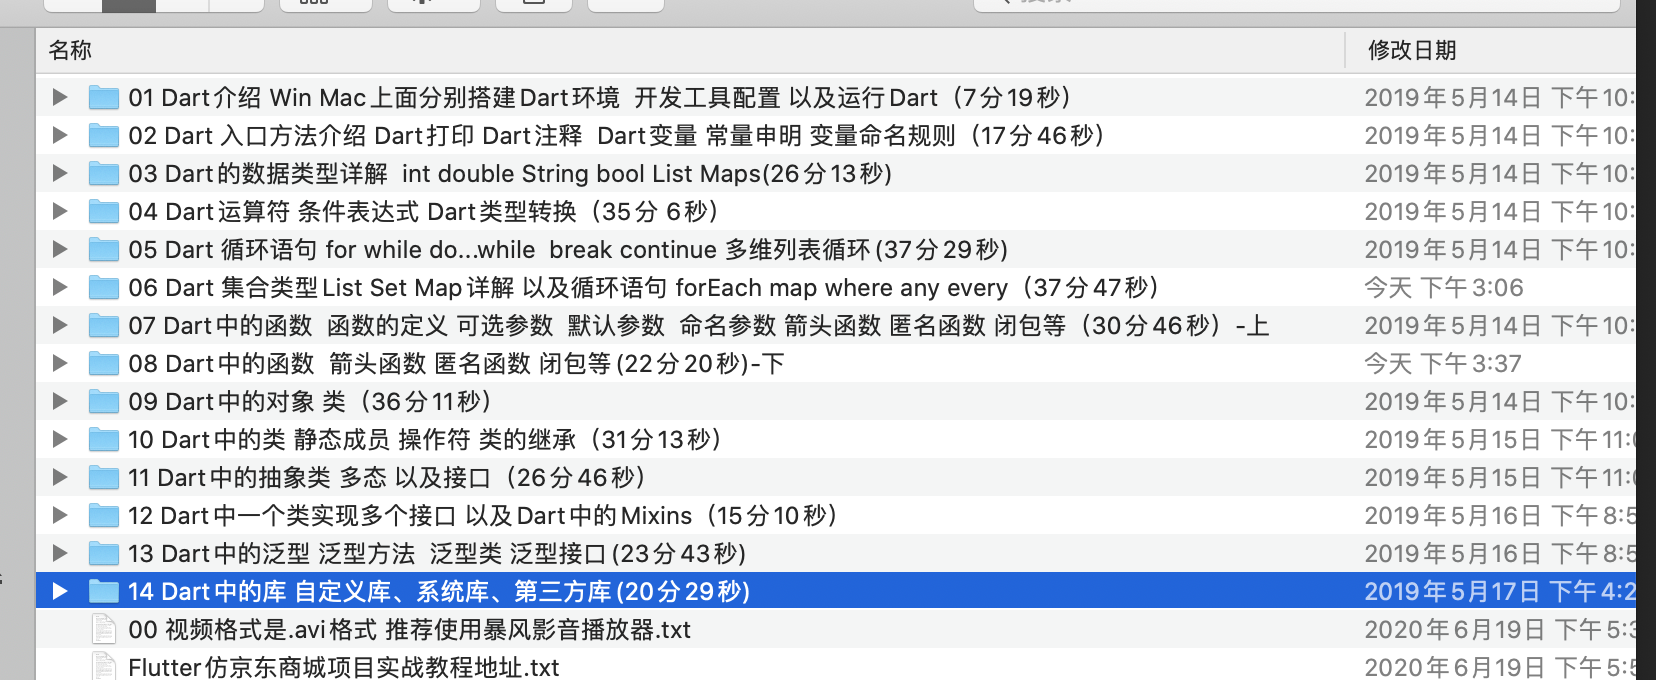 名称 修改日期
01 Dart介绍 Win Mac上面分别搭建Dart环境 开发工具配置 以及运行Dart（7分19秒） 2019年5月14日 下午10:
02 Dart 入口方法介绍 Dart打印 Dart注释 Dart变量 常量申明 变量命名规则（17分46秒） 2019年5月14日 下午10:
03 Dart的数据类型详解 int double String bool List Maps(26分13秒) 2019年5月14日 下午10:
04 Dart运算符 条件表达式 Dart类型转换（35分 6秒） 2019年5月14日 下午10:
05 Dart 循环语句 for while do...while break continue 多维列表循环(37分29秒) 2019年5月14日 下午10:
06 Dart 集合类型List Set Map详解 以及循环语句 forEach map where any every（37分47秒） 今天 下午3:06
07 Dart中的函数 函数的定义 可选参数 默认参数 命名参数 箭头函数 匿名函数 闭包等（30分46秒）-上 2019年5月14日 下午10:
08 Dart中的函数 箭头函数 匿名函数 闭包等(22分20秒)-下 今天 下午3:37
09 Dart中的对象 类（36分11秒） 2019年5月14日 下午10:
10 Dart中的类 静态成员 操作符 类的继承（31分13秒） 2019年5月15日 下午11:
11 Dart中的抽象类 多态 以及接口（26分46秒） 2019年5月15日 下午11:
12 Dart中一个类实现多个接口 以及Dart中的Mixins（15分10秒） 2019年5月16日 下午8:5
13 Dart中的泛型 泛型方法 泛型类 泛型接口(23分43秒) 2019年5月16日 下午8:5
14 Dart中的库 自定义库、系统库、第三方库(20分29秒) 2019年5月17日 下午4:2
00 视频格式是.avi格式 推荐使用暴风影音播放器.txt 2020年6月19日 下午5:3
Flutter仿京东商城项目实战教程地址.txt 2020年6月19日 下午5:5